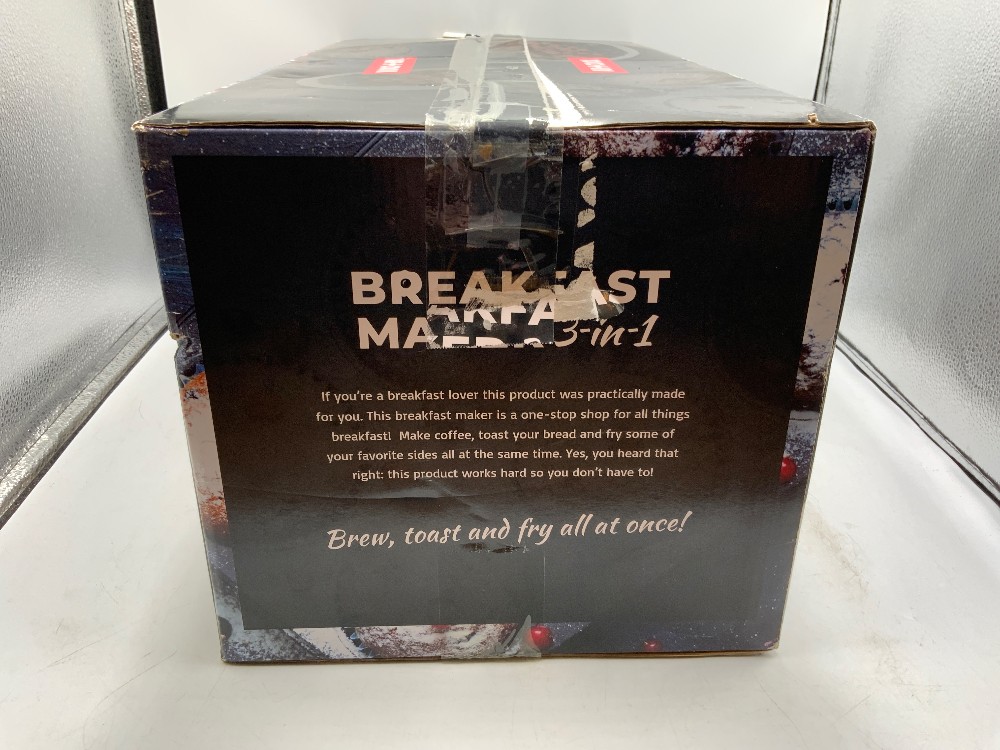 BREAKFAST
MAKER 3-in-1
If you're a breakfast lover this product was practically made
for you. This breakfast maker is a one-stop shop for all things
breakfast! Make coffee, toast your bread and fry some of
your favorite sides all at the same time. Yes, you heard that
right: this product works hard so you don't have to!
Brew, toast and fry all at once!